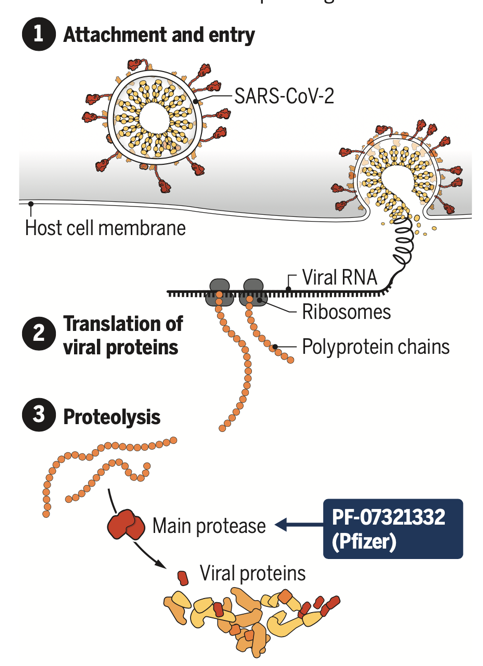 1 Attachment and entry
SARS-CoV-2
Host cell membrane
Viral RNA
Ribosomes
2 Translation of
viral proteins
Polyprotein chains
3 Proteolysis
Main protease
PF-07321332
(Pfizer)
Viral proteins